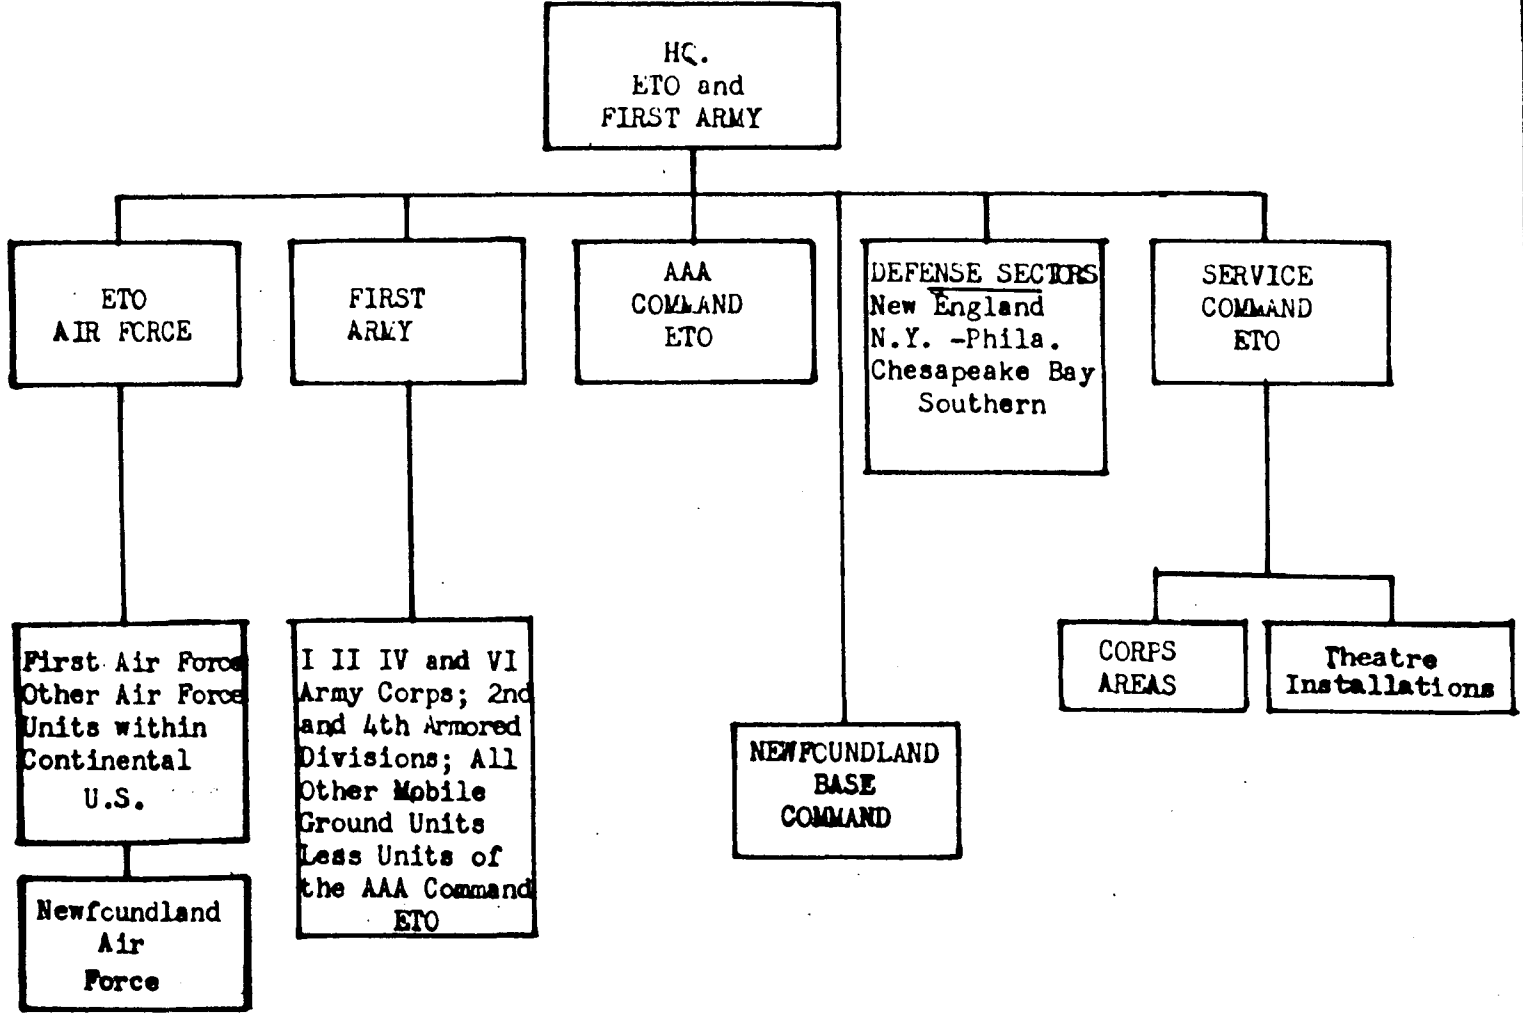 HQ.
ETO and
FIRST ARMY
ETO
AIR FORCE
FIRST
ARMY
AAA
COMMAND
ETO
DEFENSE SECTORS
New England
N.Y. -Phila.
Chesapeake Bay
Southern
SERVICE
COMMAND
ETO
First Air Force
Other Air Force
Units within
Continental
U.S.
I II IV and VI
Army Corps; 2nd
and 4th Armored
Divisions; All
Other Mobile
Ground Units
Less Units of
the AAA Command
ETO
NEWFOUNDLAND
BASE
COMMAND
CORPS
AREAS
Theatre
Installations
Newfoundland
Air
Force